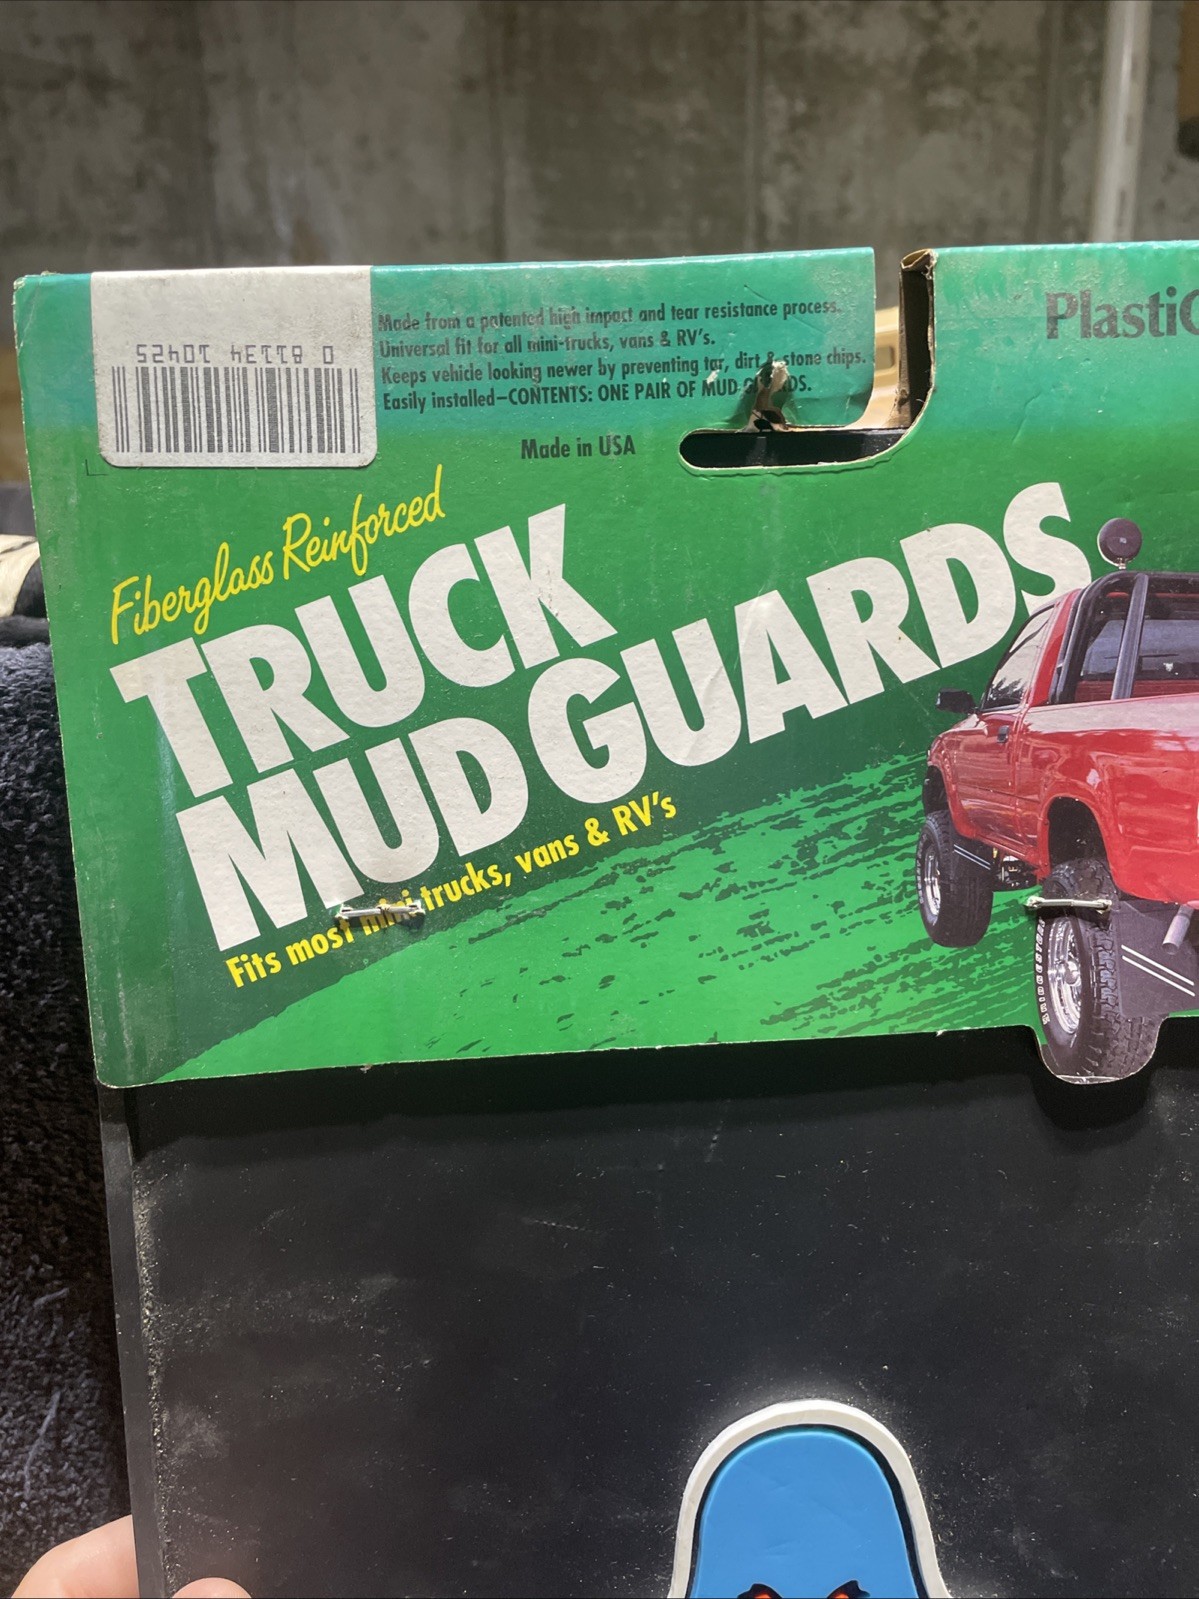 0 81134 10425
Made from a patented high impact and tear resistance process.
Universal fit for all mini-trucks, vans & RV's.
Keeps vehicle looking newer by preventing tar, dirt & stone chips.
Easily installed–CONTENTS: ONE PAIR OF MUD GUARDS.
Made in USA
Plasti
Fiberglass Reinforced
TRUCK
MUD GUARDS
Fits most mini trucks, vans & RV's